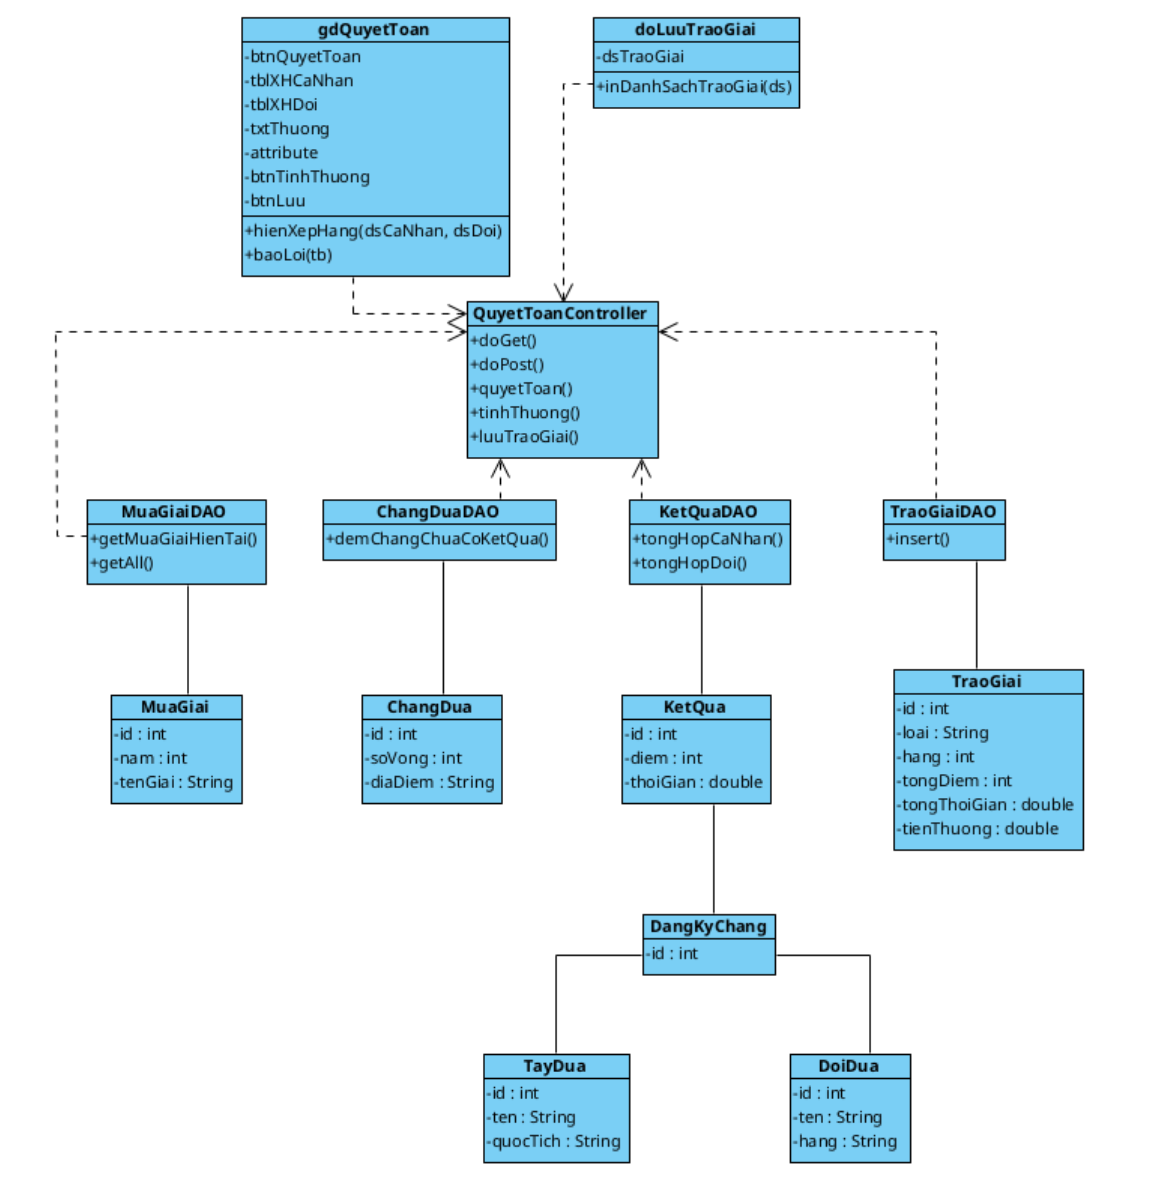 gdQuyetToan
-btnQuyetToan
-tblXHCaNhan
-tblXHDoi
-txtThuong
-attribute
-btnTinhThuong
-btnLuu
+hienXepHang(dsCaNhan, dsDoi)
+baoLoi(tb)
doLuuTraoGiai
-dsTraoGiai
+inDanhSachTraoGiai(ds)
QuyetToanController
+doGet()
+doPost()
+quyetToan()
+tinhThuong()
+luuTraoGiai()
MuaGiaiDAO
+getMuaGiaiHienTai()
+getAll()
ChangDuaDAO
+demChangChuaCoKetQua()
KetQuaDAO
+tongHopCaNhan()
+tongHopDoi()
TraoGiaiDAO
+insert()
MuaGiai
-id : int
-nam : int
-tenGiai : String
ChangDua
-id : int
-soVong : int
-diaDiem : String
KetQua
-id : int
-diem : int
-thoiGian : double
TraoGiai
-id : int
-loai : String
-hang : int
-tongDiem : int
-tongThoiGian : double
-tienThuong : double
DangKyChang
-id : int
TayDua
-id : int
-ten : String
-quocTich : String
DoiDua
-id : int
-ten : String
-hang : String